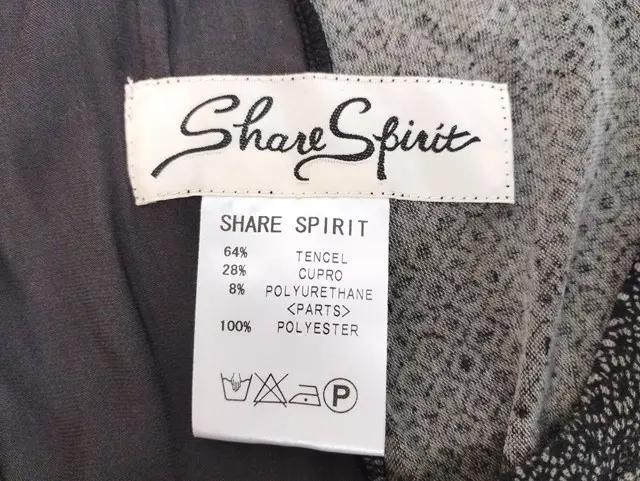 Share Spirit
SHARE SPIRIT
64% TENCEL
28% CUPRO
8% POLYURETHANE
<PARTS>
100% POLYESTER
P